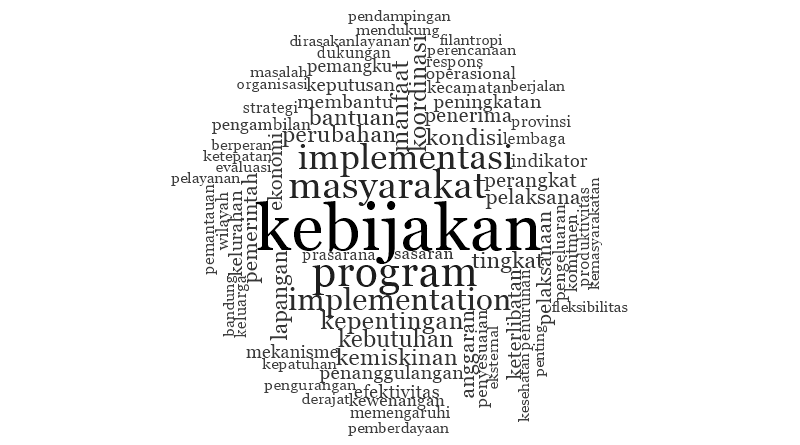 pendampingan
mendukung
dirasakan
layanan
filantropi
dukungan
perencanaan
pemangku
respons
masalah
operasional
organisasi
keputusan
manfaat
koordinasi
kecamatan
berjalan
membantu
peningkatan
strategi
bantuan
penerima
pengambilan
provinsi
perubahan
kondisi
lembaga
berperan
ketepatan
implementasi
indikator
evaluasi
ekonomi
pelayanan
masyarakat
perangkat
pelaksana
pemantauan
wilayah
kelurahan
pemerintah
kebijakan
pelaksanaan
pengeluaran
komitmen
produktivitas
kemasyarakatan
prasarana
sasaran
tingkat
program
bandung
keluarga
lapangan
implementation
keterlibatan
penurunan
fleksibilitas
kepentingan
anggaran
penyesuaian
eksternal
penting
kebutuhan
mekanisme
kemiskinan
kepatuhan
penanggulangan
kesehatan
pengurangan
efektivitas
derajat
kewenangan
memengaruhi
pemberdayaan